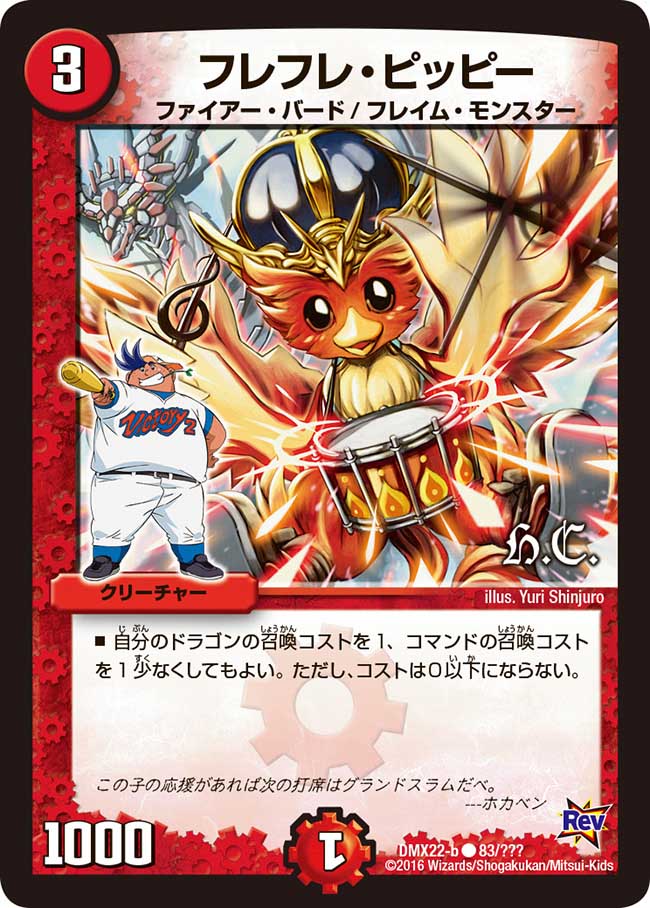 3
フレフレ・ピッピー
ファイアー・バード / フレイム・モンスター
Victory 2
H.C.
クリーチャー
illus. Yuri Shinjuro
■ 自分のドラゴンの召喚コストを1、コマンドの召喚コスト
を1少なくしてもよい。ただし、コストは0以下にならない。
この子の応援があれば次の打席はグランドスラムだべ。
---ホカベン
1000
1
Rev
DMX22-b ● 83/???
©2016 Wizards/Shogakukan/Mitsui-Kids